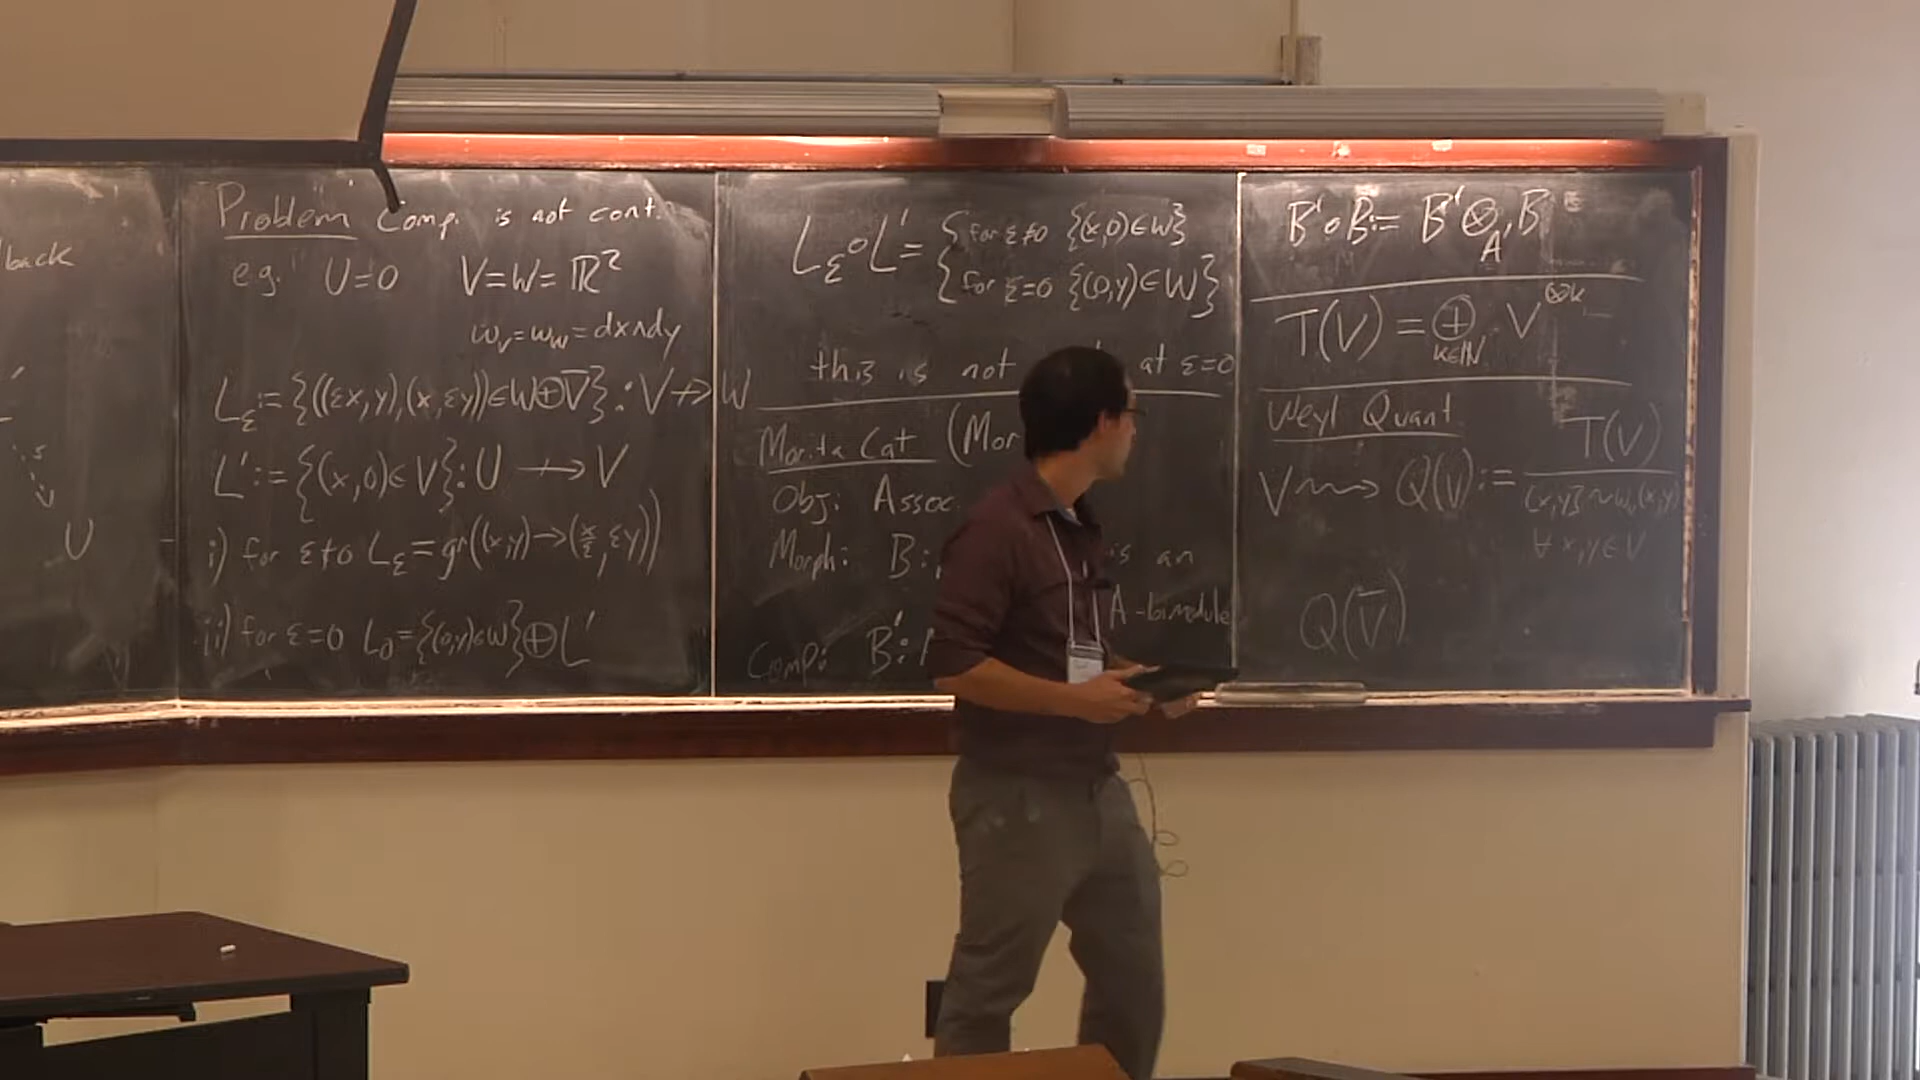 back
U
Problem Comp. is not cont.
e.g. U=0 V=W=ℝ²
ω_V=ω_W=dx∧dy
L_ε:={((εx,y),(x,εy))∈W⊕V̅}:V⇸W
L':={(x,0)∈V}:U⇸V
i) for ε≠0 L_ε=gr((x,y)→(x/ε,εy))
ii) for ε=0 L₀={(0,y)∈W}⊕L'
L_ε∘L'={for ε≠0 {(x,0)∈W}
{for ε=0 {(0,y)∈W}
this is not at ε=0
Morita Cat (Mor
Obj: Assoc.
Morph: B: is an
A-bimodule
Comp: B':
B'∘B:=B'⊗_A'B
T(V)=⊕_{k∈ℕ} V^{⊗k}
Weyl Quant.
V⇝Q(V):=T(V)/[x,y]~ω_V(x,y)
∀x,y∈V
Q(V̅)